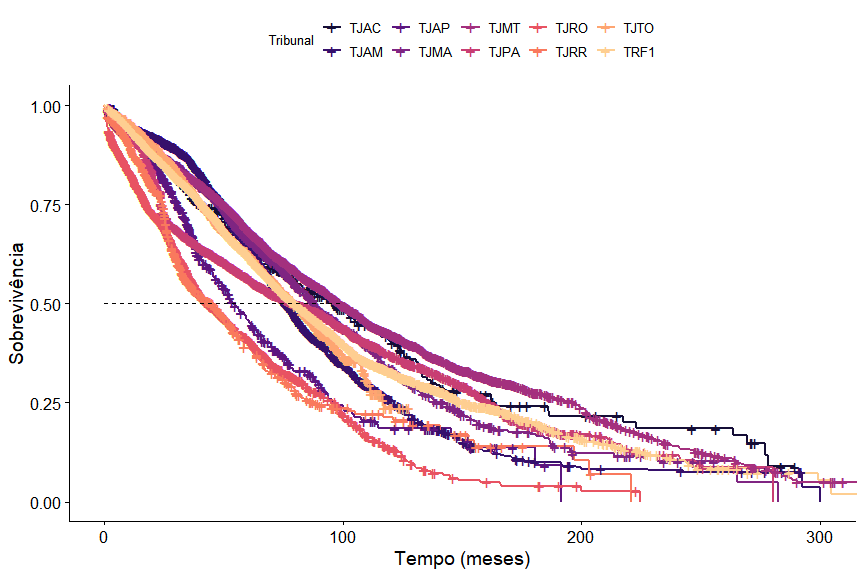 Tribunal
TJAC TJAP TJMT TJRO TJTO
TJAM TJMA TJPA TJRR TRF1
1.00
0.75
0.50
0.25
0.00
Sobrevivência
0 100 200 300
Tempo (meses)